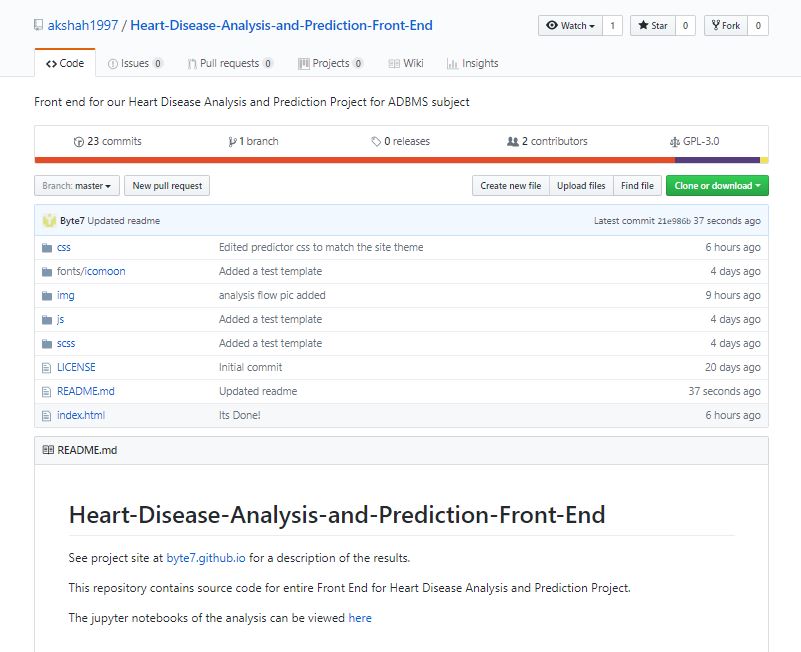 akshah1997 / Heart-Disease-Analysis-and-Prediction-Front-End Watch 1 Star 0 Fork 0
Code Issues 0 Pull requests 0 Projects 0 Wiki Insights
Front end for our Heart Disease Analysis and Prediction Project for ADBMS subject
23 commits 1 branch 0 releases 2 contributors GPL-3.0
Branch: master New pull request Create new file Upload files Find file Clone or download
Byte7 Updated readme Latest commit 21e986b 37 seconds ago
css Edited predictor css to match the site theme 6 hours ago
fonts/icomoon Added a test template 4 days ago
img analysis flow pic added 9 hours ago
js Added a test template 4 days ago
scss Added a test template 4 days ago
LICENSE Initial commit 20 days ago
README.md Updated readme 37 seconds ago
index.html Its Done! 6 hours ago
README.md
Heart-Disease-Analysis-and-Prediction-Front-End
See project site at byte7.github.io for a description of the results.
This repository contains source code for entire Front End for Heart Disease Analysis and Prediction Project.
The jupyter notebooks of the analysis can be viewed here